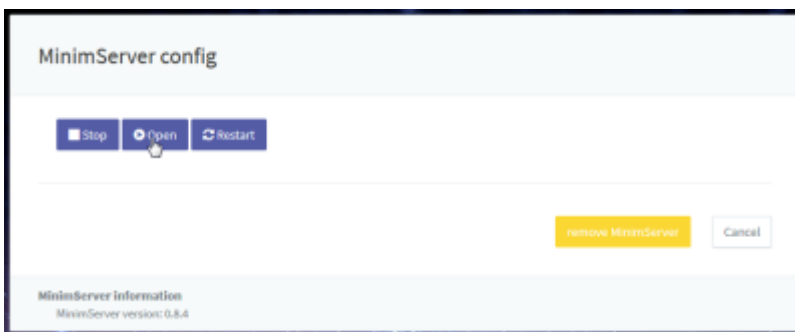 MinimServer config
Stop Open Restart
remove MinimServer Cancel
MinimServer information
MinimServer version: 0.8.4